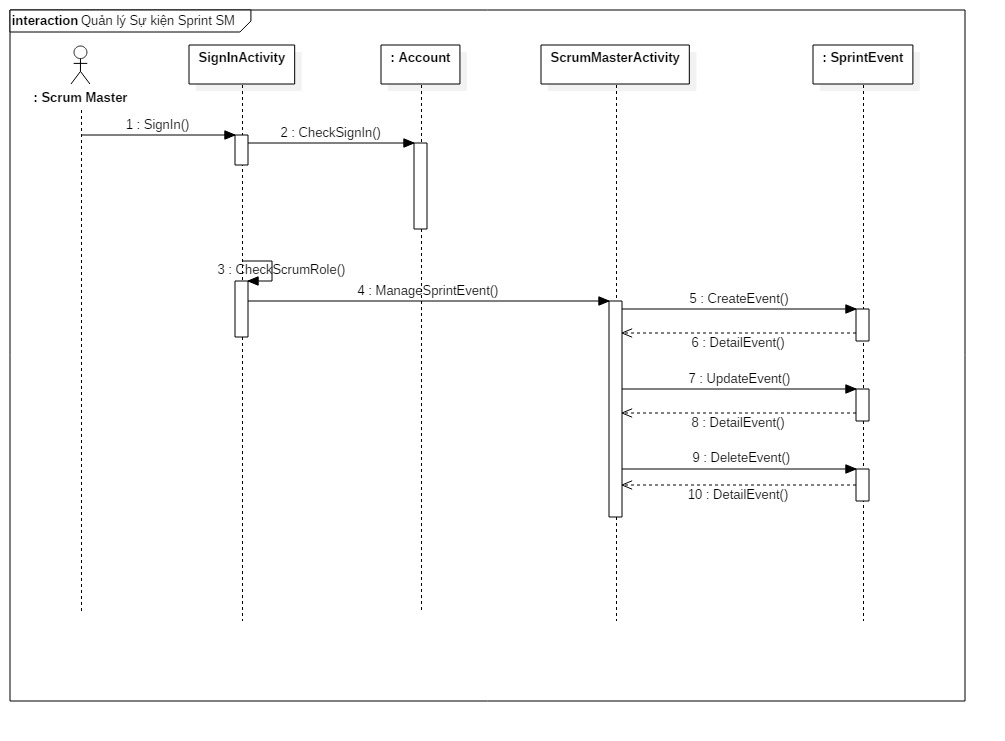 interaction Quản lý Sự kiện Sprint SM
SignInActivity
: Account
ScrumMasterActivity
: SprintEvent
: Scrum Master
1 : SignIn()
2 : CheckSignIn()
3 : CheckScrumRole()
4 : ManageSprintEvent()
5 : CreateEvent()
6 : DetailEvent()
7 : UpdateEvent()
8 : DetailEvent()
9 : DeleteEvent()
10 : DetailEvent()